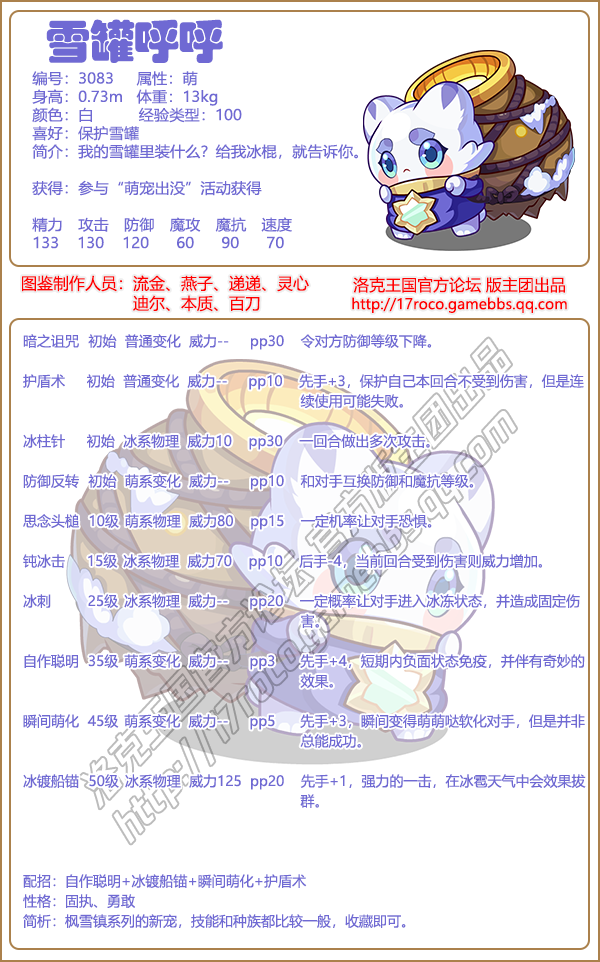 雪罐呼呼
编号：3083 属性：萌
身高：0.73m 体重：13kg
颜色：白 经验类型：100
喜好：保护雪罐
简介：我的雪罐里装什么？给我冰棍，就告诉你。
获得：参与“萌宠出没”活动获得
精力 攻击 防御 魔攻 魔抗 速度
133 130 120 60 90 70
图鉴制作人员：流金、燕子、递递、灵心
迪尔、本质、百刀
洛克王国官方论坛 版主团出品
http://17roco.gamebbs.qq.com
暗之诅咒 初始 普通变化 威力-- pp30 令对方防御等级下降。
护盾术 初始 普通变化 威力-- pp10 先手+3，保护自己本回合不受到伤害，但是连
续使用可能失败。
冰柱针 初始 冰系物理 威力10 pp30 一回合做出多次攻击。
防御反转 初始 萌系变化 威力-- pp10 和对手互换防御和魔抗等级。
思念头槌 10级 萌系物理 威力80 pp15 一定机率让对手恐惧。
钝冰击 15级 冰系物理 威力70 pp10 后手-4，当前回合受到伤害则威力增加。
冰刺 25级 冰系物理 威力-- pp20 一定概率让对手进入冰冻状态，并造成固定伤
害。
自作聪明 35级 萌系变化 威力-- pp3 先手+4，短期内负面状态免疫，并伴有奇妙的
效果。
瞬间萌化 45级 萌系变化 威力-- pp5 先手+3，瞬间变得萌萌哒软化对手，但是并非
总能成功。
冰镀船锚 50级 冰系物理 威力125 pp20 先手+1，强力的一击，在冰雹天气中会效果拔
群。
洛克王国官方论坛 版主团出品
http://17roco.gamebbs.qq.com
配招：自作聪明+冰镀船锚+瞬间萌化+护盾术
性格：固执、勇敢
简析：枫雪镇系列的新宠，技能和种族都比较一般，收藏即可。